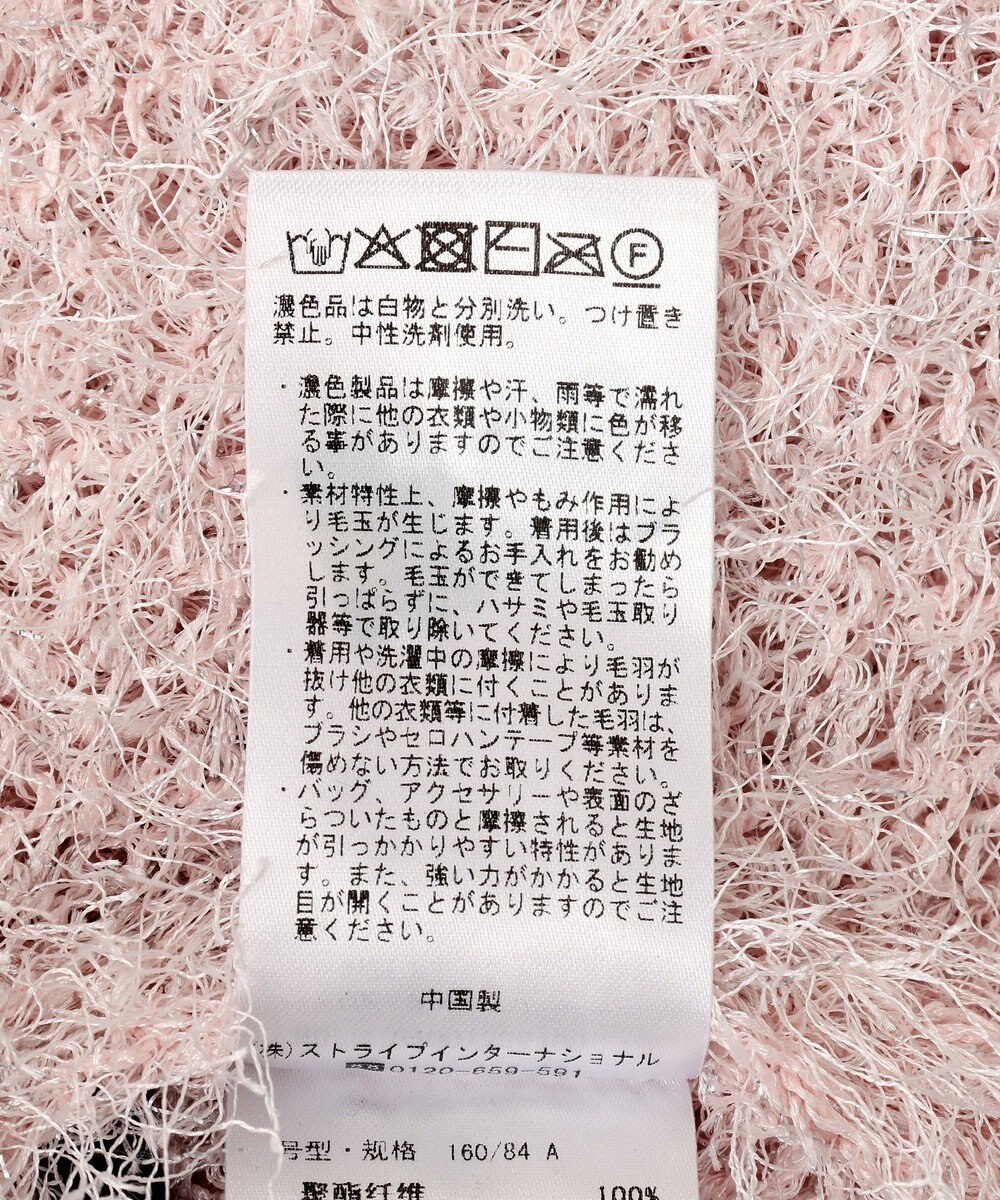 F
濃色品は白物と分別洗い。つけ置き
禁止。中性洗剤使用。
・濃色製品は摩擦や汗、雨等で濡れ
た際に他の衣類や小物類に色が移
る事がありますのでご注意くださ
い。
・素材特性上、摩擦やもみ作用によ
り毛玉が生じます。着用後はブラ
ッシングによるお手入れをお勧め
します。毛玉ができてしまったら
引っぱらずに、ハサミや毛玉取り
器等で取り除いてください。
・着用や洗濯中の摩擦により毛羽が
抜け他の衣類に付くことがありま
す。他の衣類等に付着した毛羽は、
ブラシやセロハンテープ等素材を
傷めない方法でお取りください。
・バッグ、アクセサリーや表面のざ
らついたものと摩擦されると生地
が引っかかりやすい特性がありま
す。また、強い力がかかると生地
目が開くことがありますのでご注
意ください。
中国製
(株)ストライプインターナショナル
0120-659-591
号型・规格 160/84 A
聚酯纤维 100%